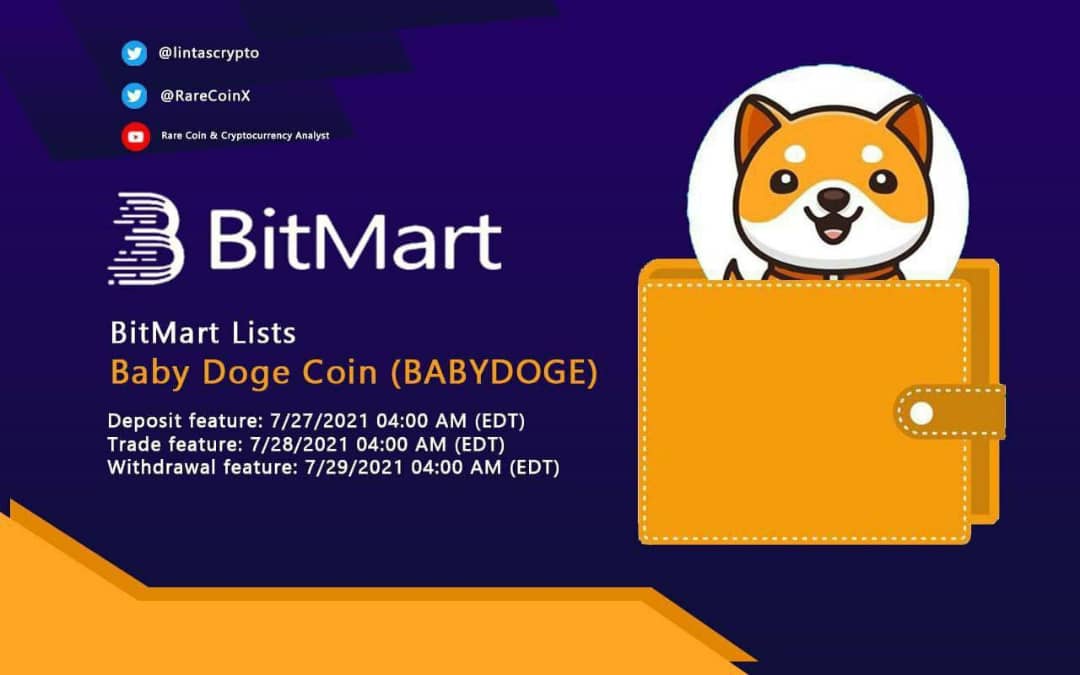 @lintascrypto
@RareCoinX
Rare Coin & Cryptocurrency Analyst
BitMart
BitMart Lists
Baby Doge Coin (BABYDOGE)
Deposit feature: 7/27/2021 04:00 AM (EDT)
Trade feature: 7/28/2021 04:00 AM (EDT)
Withdrawal feature: 7/29/2021 04:00 AM (EDT)